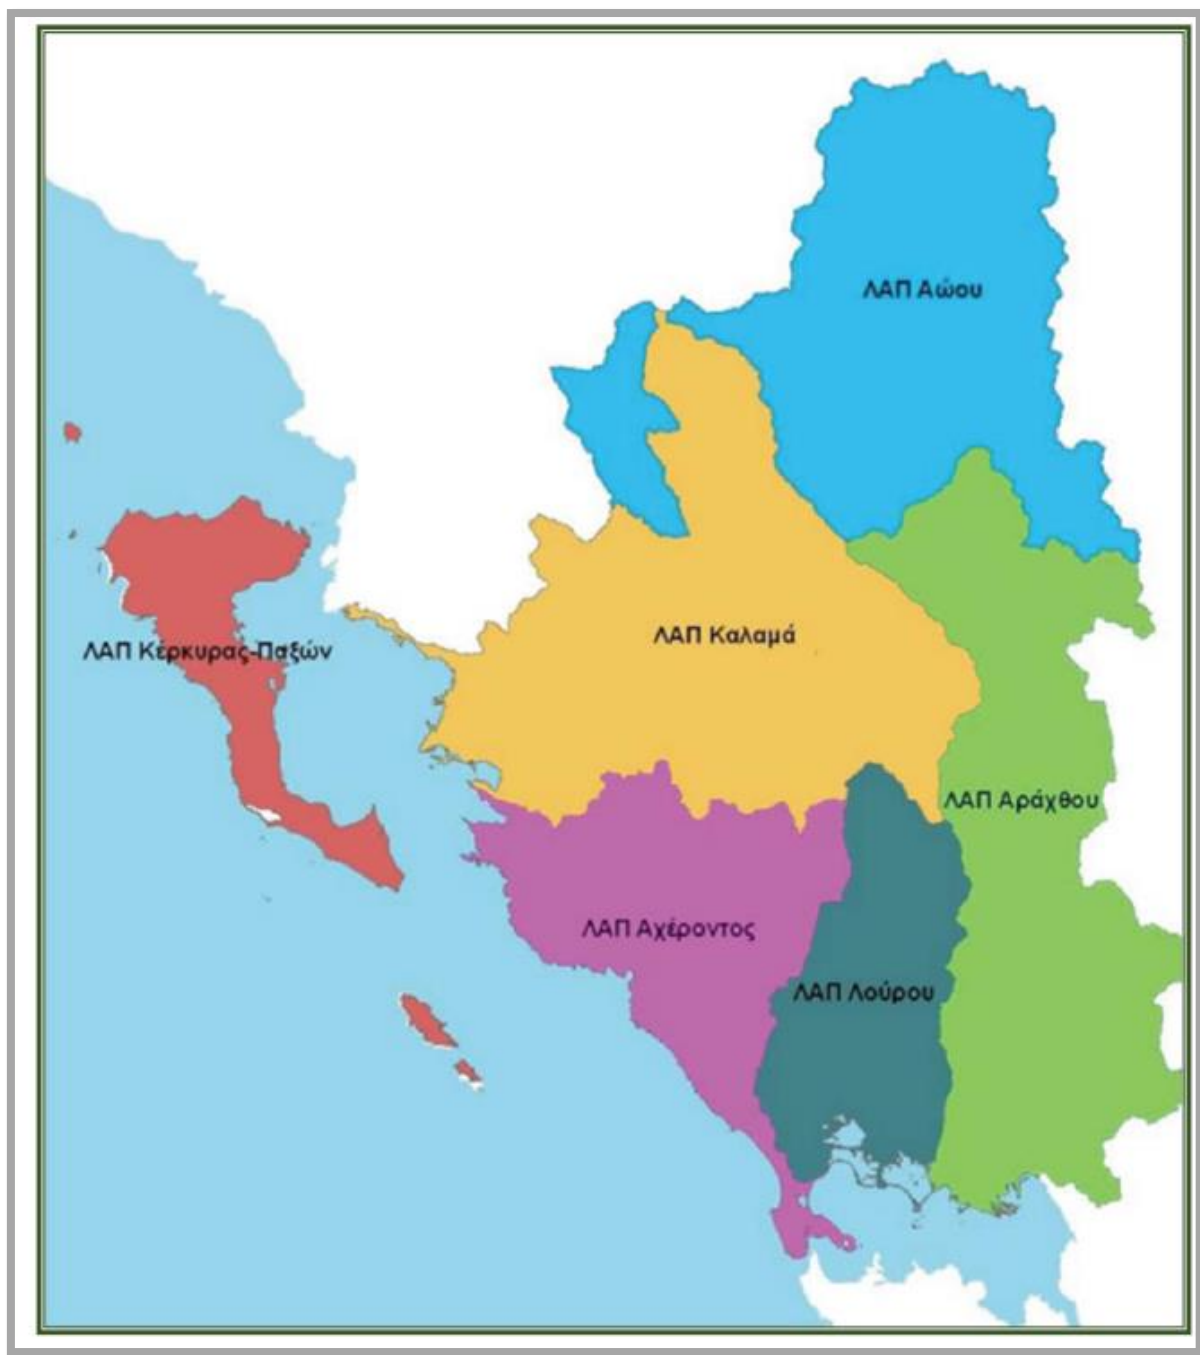 ΛΑΠ Αώου
ΛΑΠ Καλαμά
ΛΑΠ Κέρκυρας-Παξών
ΛΑΠ Αράχθου
ΛΑΠ Αχέροντος
ΛΑΠ Λούρου